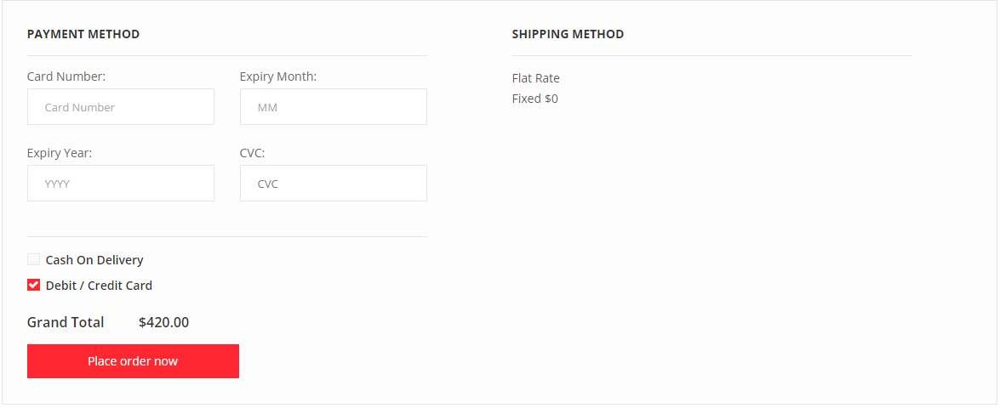 PAYMENT METHOD
Card Number:
Expiry Month:
Card Number
MM
Expiry Year:
CVC:
YYYY
CVC
Cash On Delivery
Debit / Credit Card
Grand Total $420.00
Place order now
SHIPPING METHOD
Flat Rate
Fixed $0